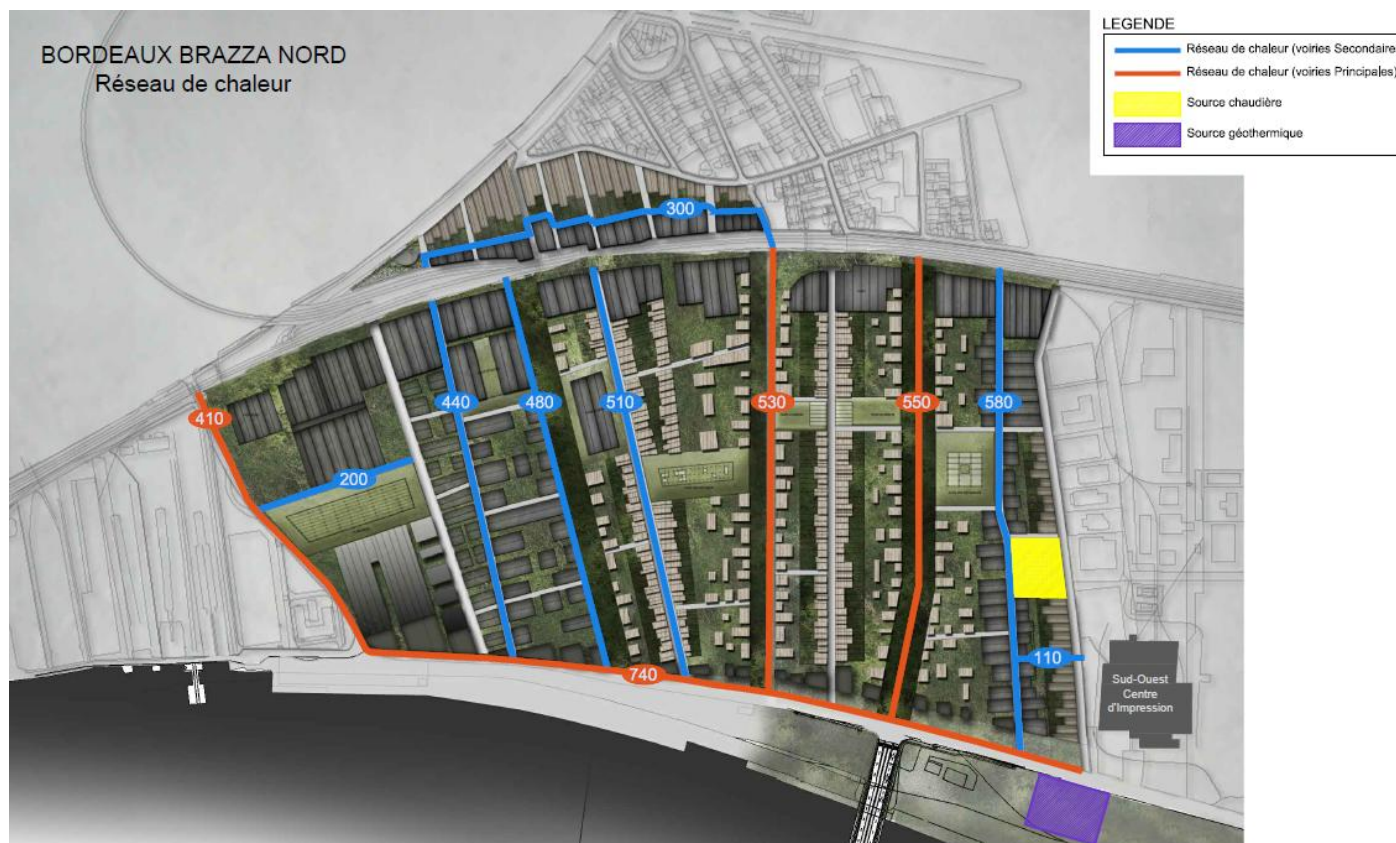 BORDEAUX BRAZZA NORD
Réseau de chaleur
LEGENDE
Réseau de chaleur (voiries Secondaire
Réseau de chaleur (voiries Principales)
Source chaudière
Source géothermique
300
410
440
480
510
530
550
580
200
740
110
Sud-Ouest
Centre
d'Impression